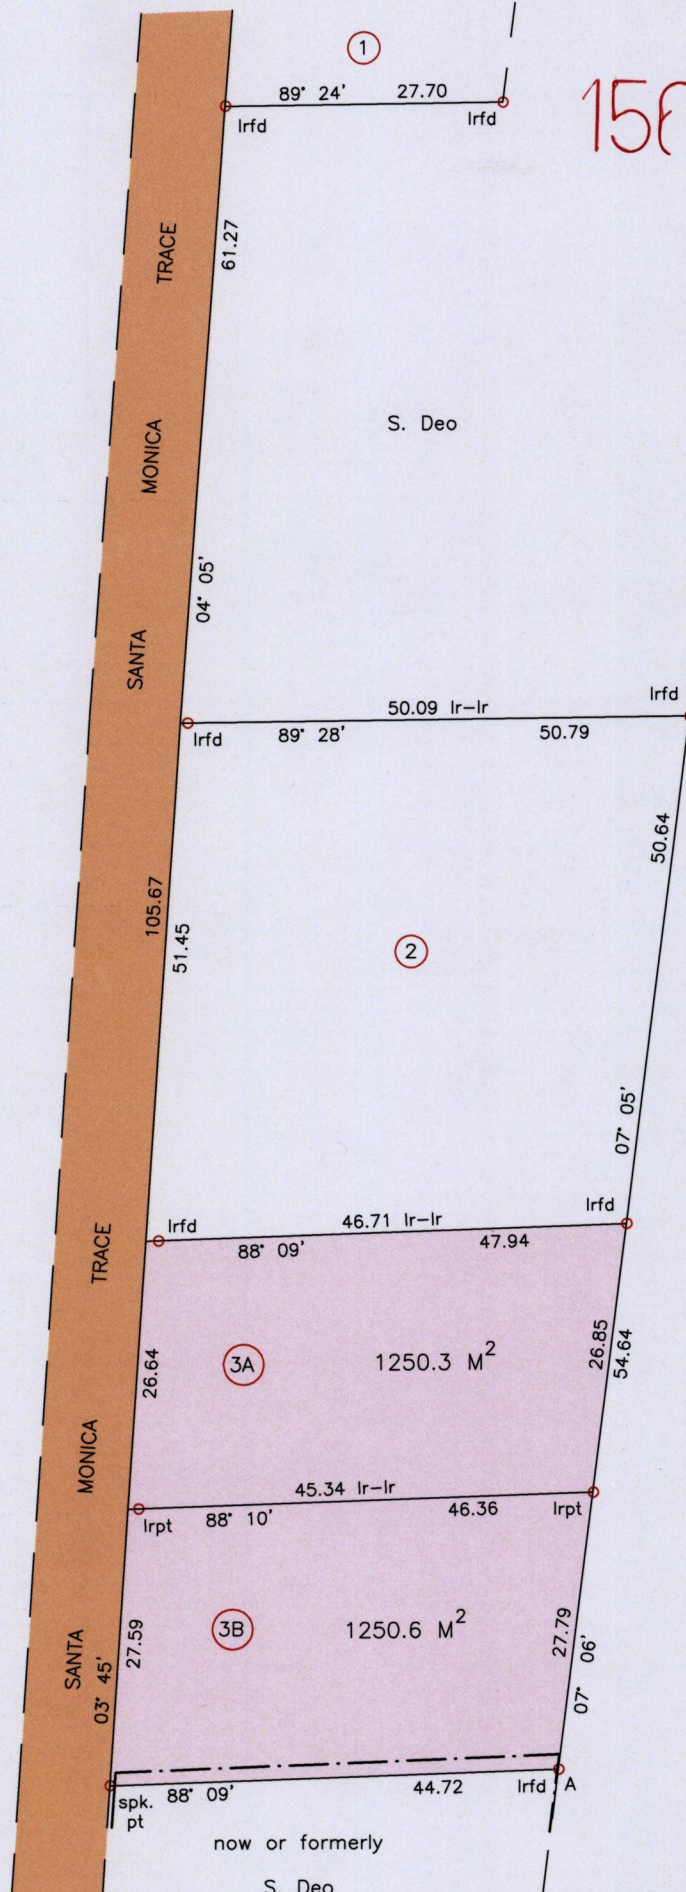 1
89° 24' 27.70
Irfd Irfd
61.27
TRACE
MONICA
SANTA
S. Deo
04° 05'
Irfd
50.09 Ir-Ir
Irfd 89° 28' 50.79
50.64
105.67
51.45
2
07° 05'
Irfd
Irfd 46.71 Ir-Ir
88° 09' 47.94
TRACE
MONICA
SANTA
26.64
3A 1250.3 M²
26.85
54.64
45.34 Ir-Ir
Irpt 88° 10' 46.36 Irpt
27.59
3B 1250.6 M²
27.79
07° 06'
03° 45'
spk.
pt
88° 09' 44.72 Irfd A
now or formerly
S. Deo